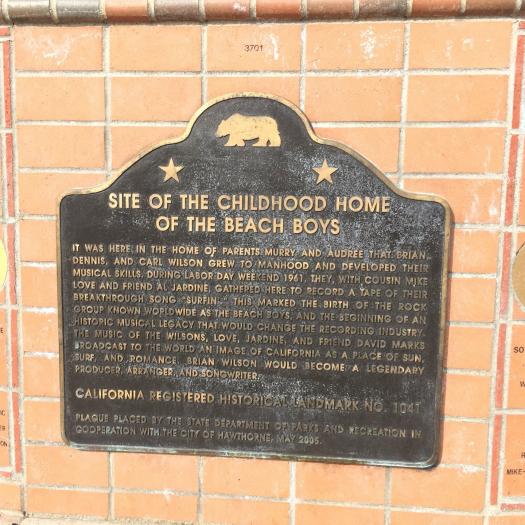 3701
SITE OF THE CHILDHOOD HOME
OF THE BEACH BOYS
IT WAS HERE IN THE HOME OF PARENTS MURRY AND AUDREE THAT BRIAN,
DENNIS, AND CARL WILSON GREW TO MANHOOD AND DEVELOPED THEIR
MUSICAL SKILLS. DURING LABOR DAY WEEKEND 1961, THEY, WITH COUSIN MIKE
LOVE AND FRIEND AL JARDINE, GATHERED HERE TO RECORD A TAPE OF THEIR
BREAKTHROUGH SONG "SURFIN." THIS MARKED THE BIRTH OF THE ROCK
GROUP KNOWN WORLDWIDE AS THE BEACH BOYS, AND THE BEGINNING OF AN
HISTORIC MUSICAL LEGACY THAT WOULD CHANGE THE RECORDING INDUSTRY.
THE MUSIC OF THE WILSONS, LOVE, JARDINE, AND FRIEND DAVID MARKS
BROADCAST TO THE WORLD AN IMAGE OF CALIFORNIA AS A PLACE OF SUN,
SURF, AND ROMANCE. BRIAN WILSON WOULD BECOME A LEGENDARY
PRODUCER, ARRANGER, AND SONGWRITER.
CALIFORNIA REGISTERED HISTORICAL LANDMARK NO. 1041
PLAQUE PLACED BY THE STATE DEPARTMENT OF PARKS AND RECREATION IN
COOPERATION WITH THE CITY OF HAWTHORNE, MAY 2005.
MIKE